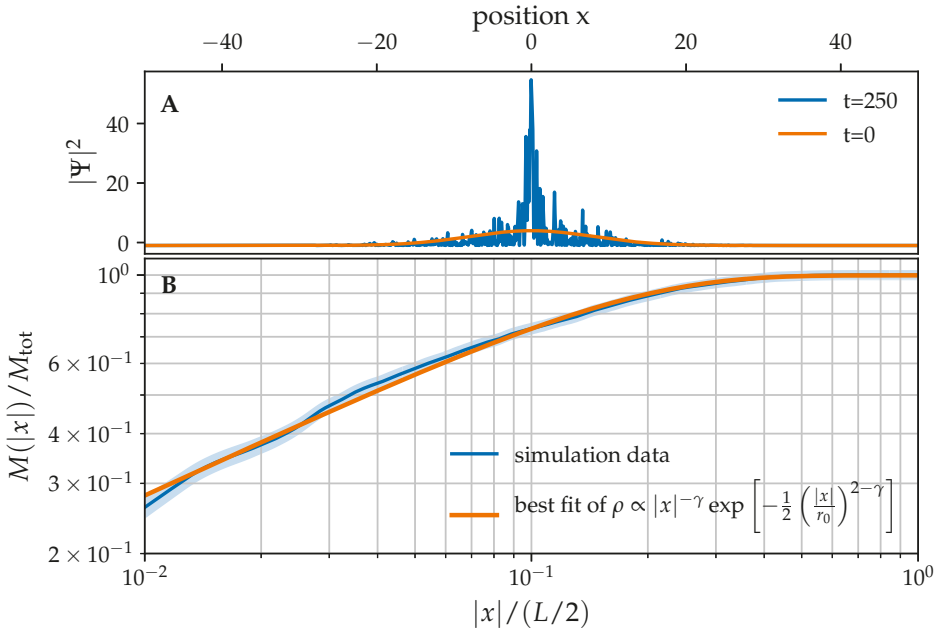 position x
−40 −20 0 20 40
A
t=250
t=0
|Ψ|²
40
20
0
B
10⁰
6 × 10⁻¹
4 × 10⁻¹
3 × 10⁻¹
2 × 10⁻¹
M(|x|)/M_tot
simulation data
best fit of ρ ∝ |x|^{−γ} exp [−½ (|x|/r₀)^{2−γ}]
10⁻² 10⁻¹ 10⁰
|x|/(L/2)